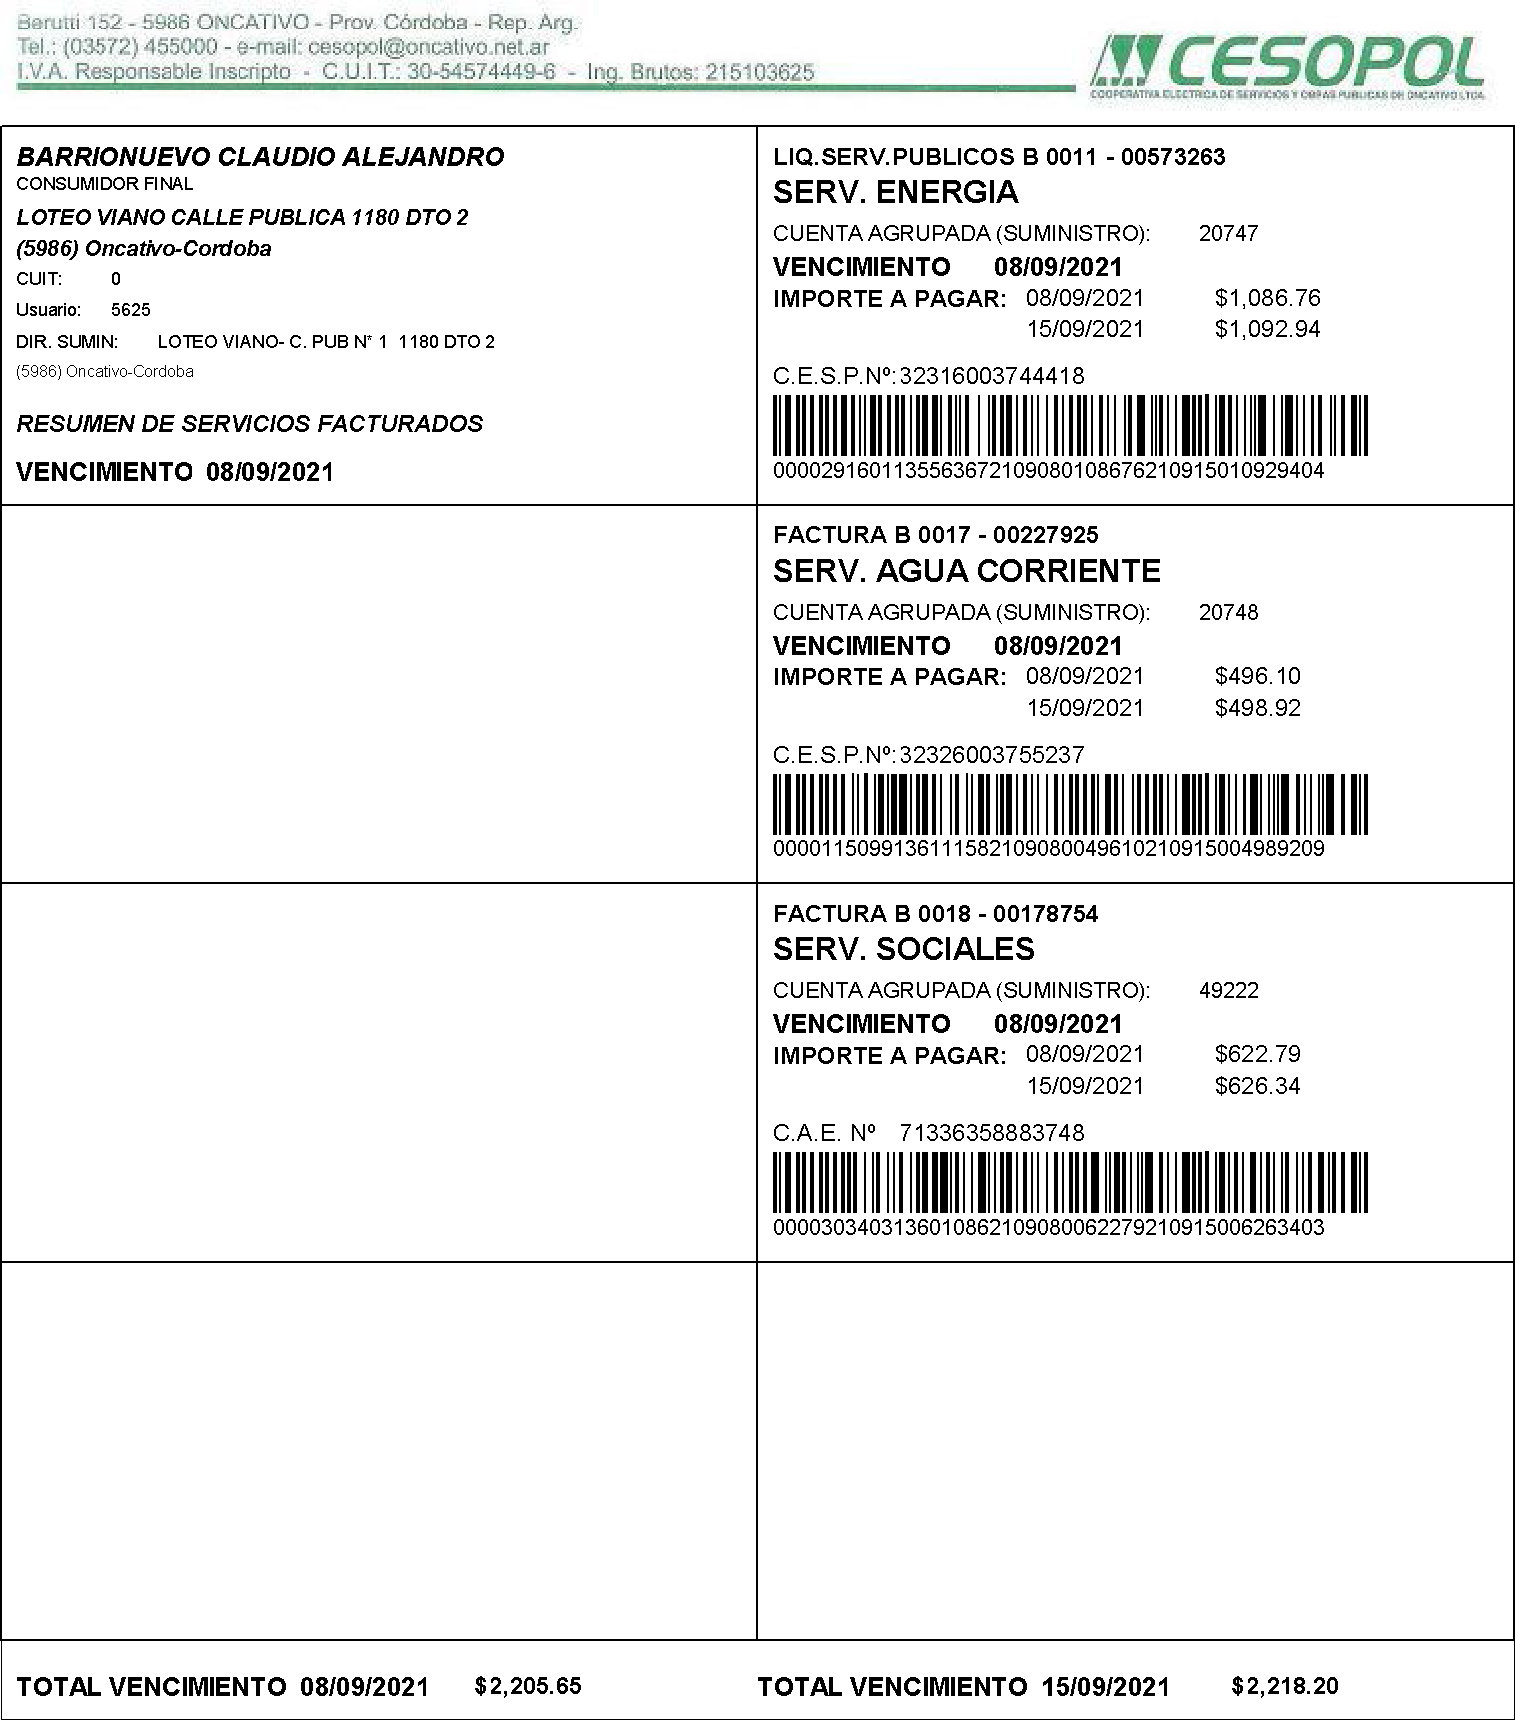 Berutti 152 - 5986 ONCATIVO - Prov. Córdoba - Rep. Arg.
Tel.: (03572) 455000 - e-mail: cesopol@oncativo.net.ar
I.V.A. Responsable Inscripto - C.U.I.T.: 30-54574449-6 - Ing. Brutos: 215103625
CESOPOL
COOPERATIVA ELECTRICA DE SERVICIOS Y OBRAS PUBLICAS DE ONCATIVO LTDA.
BARRIONUEVO CLAUDIO ALEJANDRO
CONSUMIDOR FINAL
LOTEO VIANO CALLE PUBLICA 1180 DTO 2
(5986) Oncativo-Cordoba
CUIT: 0
Usuario: 5625
DIR. SUMIN: LOTEO VIANO- C. PUB N* 1 1180 DTO 2
(5986) Oncativo-Cordoba
RESUMEN DE SERVICIOS FACTURADOS
VENCIMIENTO 08/09/2021
LIQ.SERV.PUBLICOS B 0011 - 00573263
SERV. ENERGIA
CUENTA AGRUPADA (SUMINISTRO): 20747
VENCIMIENTO 08/09/2021
IMPORTE A PAGAR: 08/09/2021 $1,086.76
15/09/2021 $1,092.94
C.E.S.P.Nº: 32316003744418
0000291601135563672109080108676210915010929404
FACTURA B 0017 - 00227925
SERV. AGUA CORRIENTE
CUENTA AGRUPADA (SUMINISTRO): 20748
VENCIMIENTO 08/09/2021
IMPORTE A PAGAR: 08/09/2021 $496.10
15/09/2021 $498.92
C.E.S.P.Nº: 32326003755237
0000115099136111582109080049610210915004989209
FACTURA B 0018 - 00178754
SERV. SOCIALES
CUENTA AGRUPADA (SUMINISTRO): 49222
VENCIMIENTO 08/09/2021
IMPORTE A PAGAR: 08/09/2021 $622.79
15/09/2021 $626.34
C.A.E. Nº 71336358883748
0000303403136010862109080062279210915006263403
TOTAL VENCIMIENTO 08/09/2021 $2,205.65
TOTAL VENCIMIENTO 15/09/2021 $2,218.20